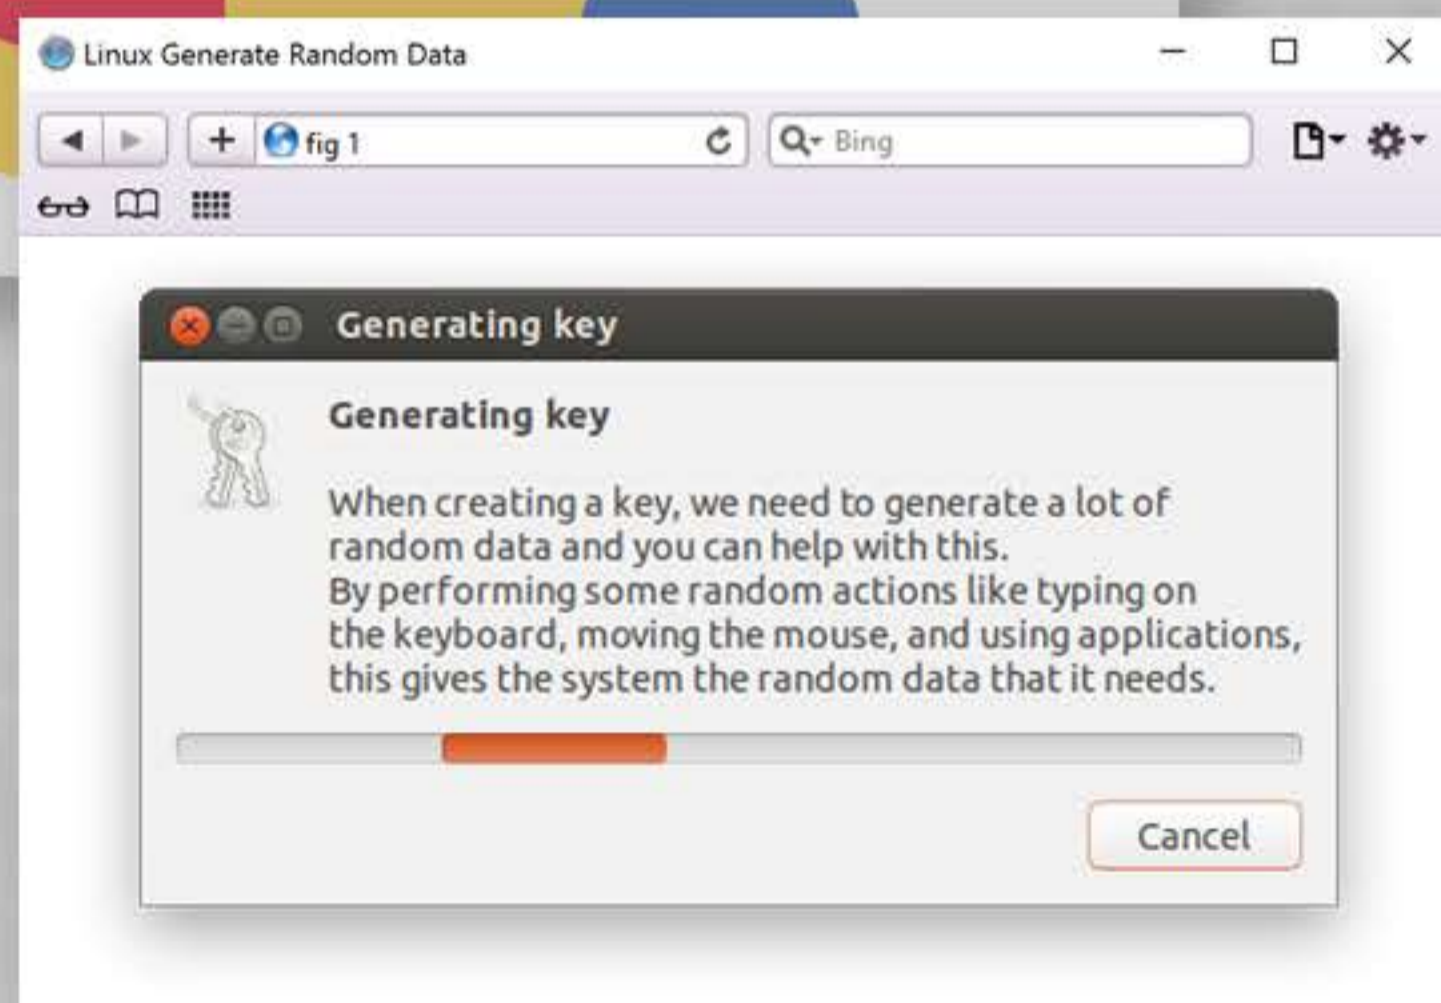 Linux Generate Random Data
fig 1
Bing
Generating key
Generating key
When creating a key, we need to generate a lot of
random data and you can help with this.
By performing some random actions like typing on
the keyboard, moving the mouse, and using applications,
this gives the system the random data that it needs.
Cancel